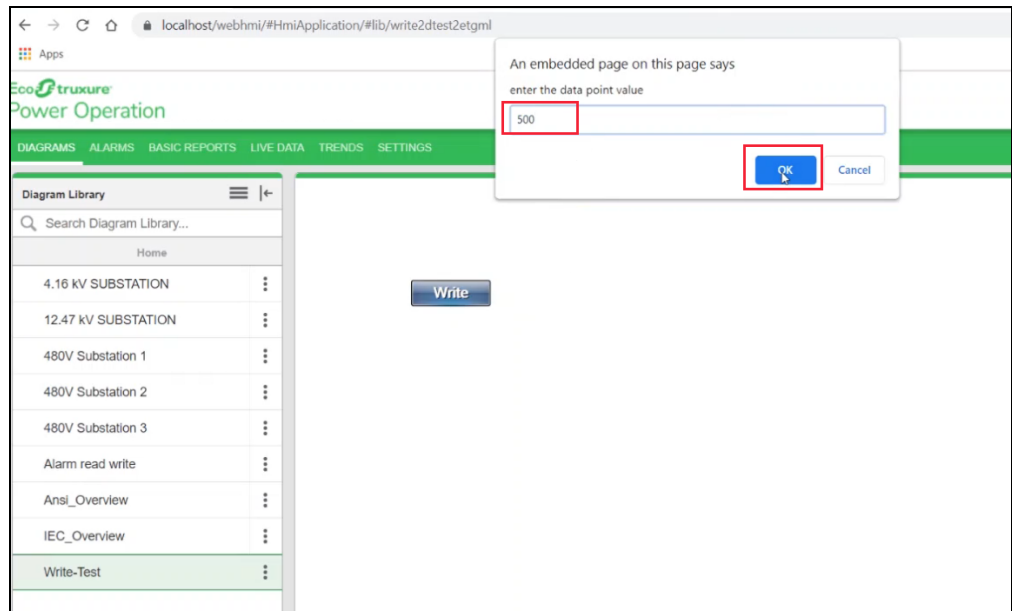 localhost/webhmi/#HmiApplication/#lib/write2dtest2etgml
Apps
An embedded page on this page says
enter the data point value
500
OK
Cancel
EcoStruxure
Power Operation
DIAGRAMS ALARMS BASIC REPORTS LIVE DATA TRENDS SETTINGS
Diagram Library
Search Diagram Library...
Home
4.16 kV SUBSTATION
12.47 kV SUBSTATION
480V Substation 1
480V Substation 2
480V Substation 3
Alarm read write
Ansi_Overview
IEC_Overview
Write-Test
Write